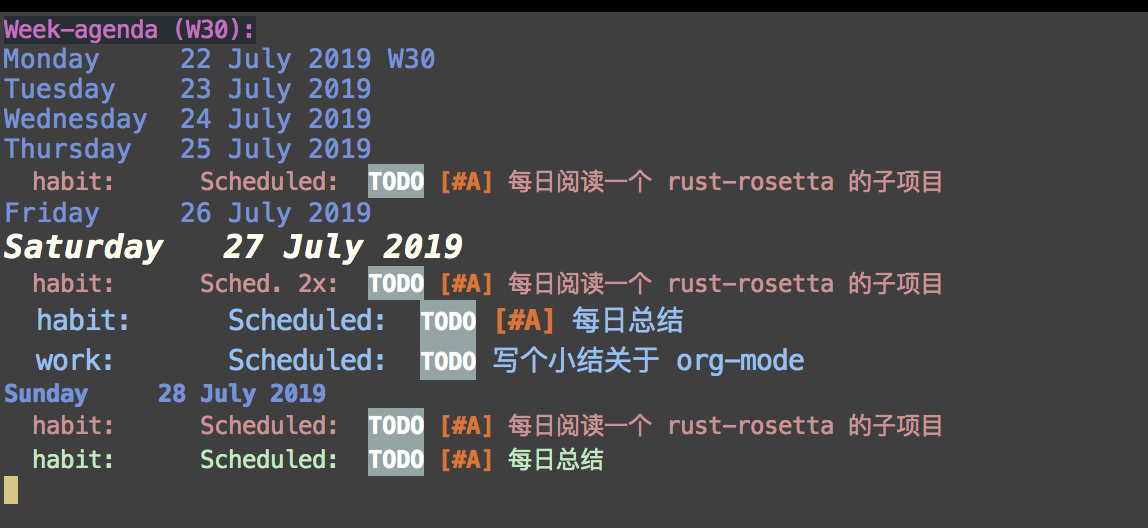 Week-agenda (W30):
Monday 22 July 2019 W30
Tuesday 23 July 2019
Wednesday 24 July 2019
Thursday 25 July 2019
habit: Scheduled: TODO [#A] 每日阅读一个 rust-rosetta 的子项目
Friday 26 July 2019
Saturday 27 July 2019
habit: Sched. 2x: TODO [#A] 每日阅读一个 rust-rosetta 的子项目
habit: Scheduled: TODO [#A] 每日总结
work: Scheduled: TODO 写个小结关于 org-mode
Sunday 28 July 2019
habit: Scheduled: TODO [#A] 每日阅读一个 rust-rosetta 的子项目
habit: Scheduled: TODO [#A] 每日总结